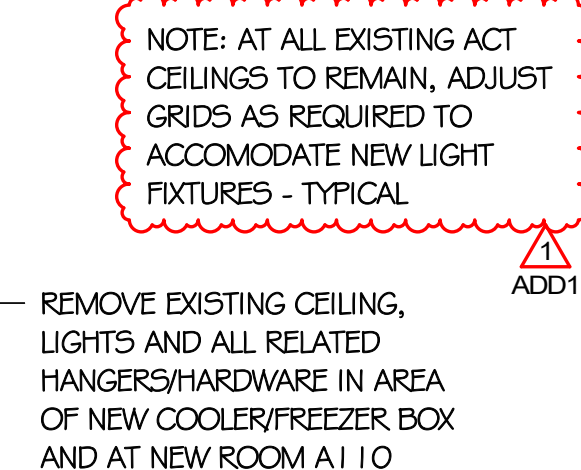 NOTE: AT ALL EXISTING ACT
CEILINGS TO REMAIN, ADJUST
GRIDS AS REQUIRED TO
ACCOMODATE NEW LIGHT
FIXTURES - TYPICAL
1
ADD1
REMOVE EXISTING CEILING,
LIGHTS AND ALL RELATED
HANGERS/HARDWARE IN AREA
OF NEW COOLER/FREEZER BOX
AND AT NEW ROOM A110